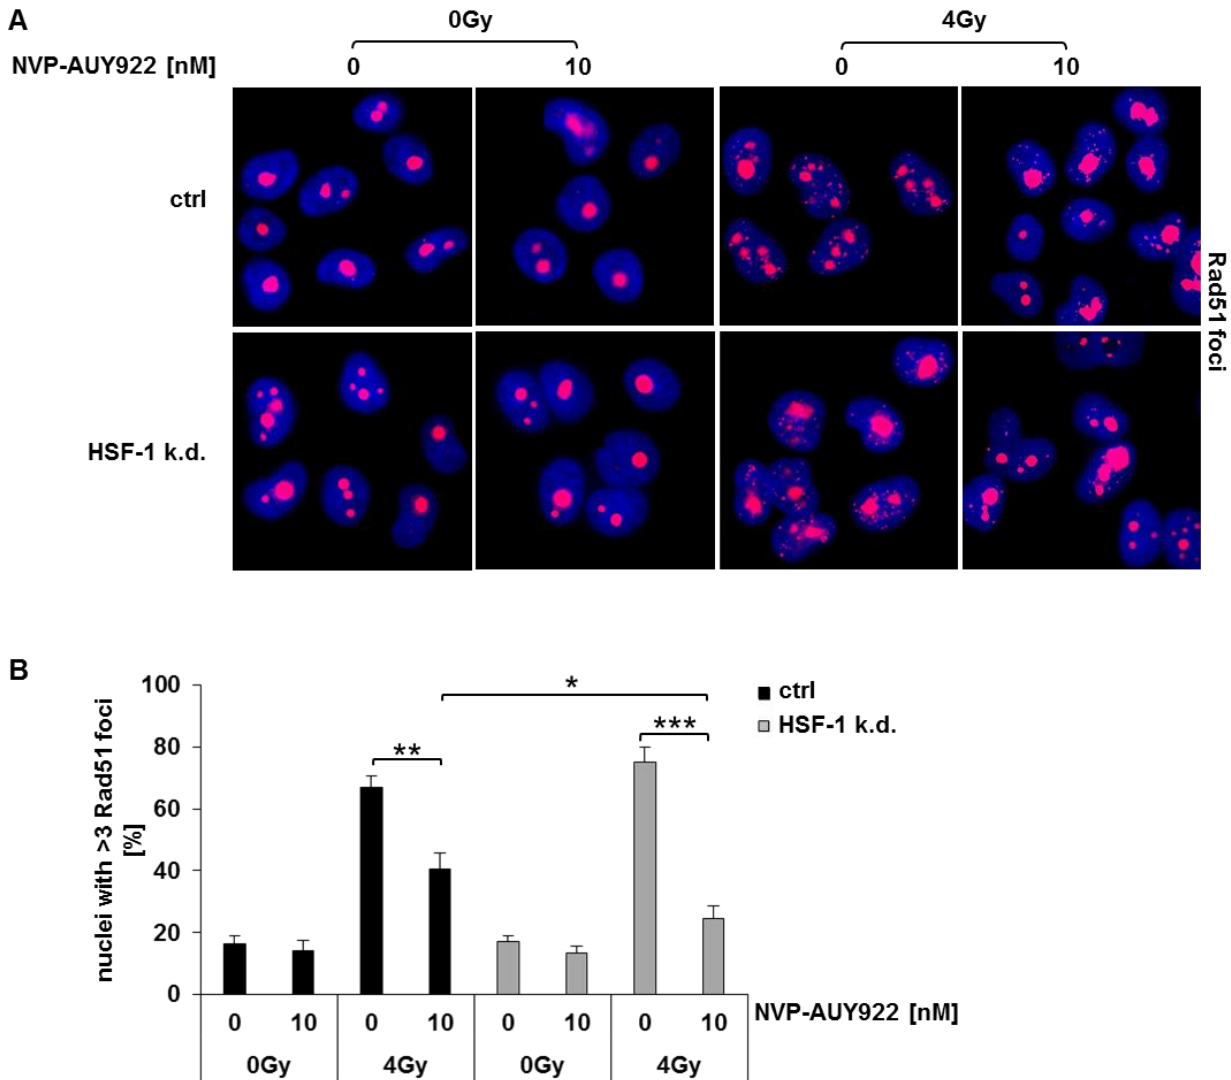 A
0Gy 4Gy
NVP-AUY922 [nM] 0 10 0 10
ctrl
HSF-1 k.d.
Rad51 foci
B
nuclei with >3 Rad51 foci
[%]
100
80
60
40
20
0
*
**
***
ctrl
HSF-1 k.d.
0 10 0 10 0 10 0 10 NVP-AUY922 [nM]
0Gy 4Gy 0Gy 4Gy